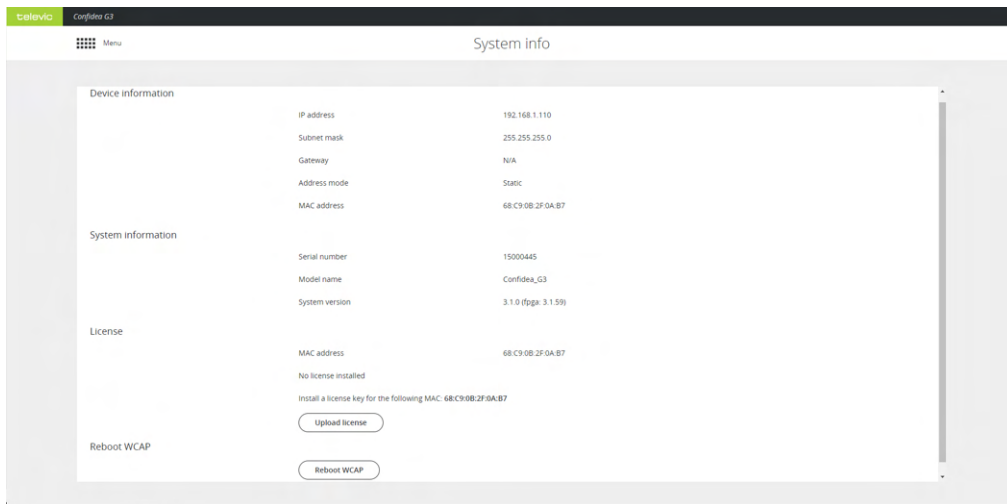 televic Confidea G3
Menu System info
Device information
IP address 192.168.1.110
Subnet mask 255.255.255.0
Gateway N/A
Address mode Static
MAC address 68:C9:0B:2F:0A:B7
System information
Serial number 15000445
Model name Confidea_G3
System version 3.1.0 (fpga: 3.1.59)
License
MAC address 68:C9:0B:2F:0A:B7
No license installed
Install a license key for the following MAC: 68:C9:0B:2F:0A:B7
Upload license
Reboot WCAP
Reboot WCAP